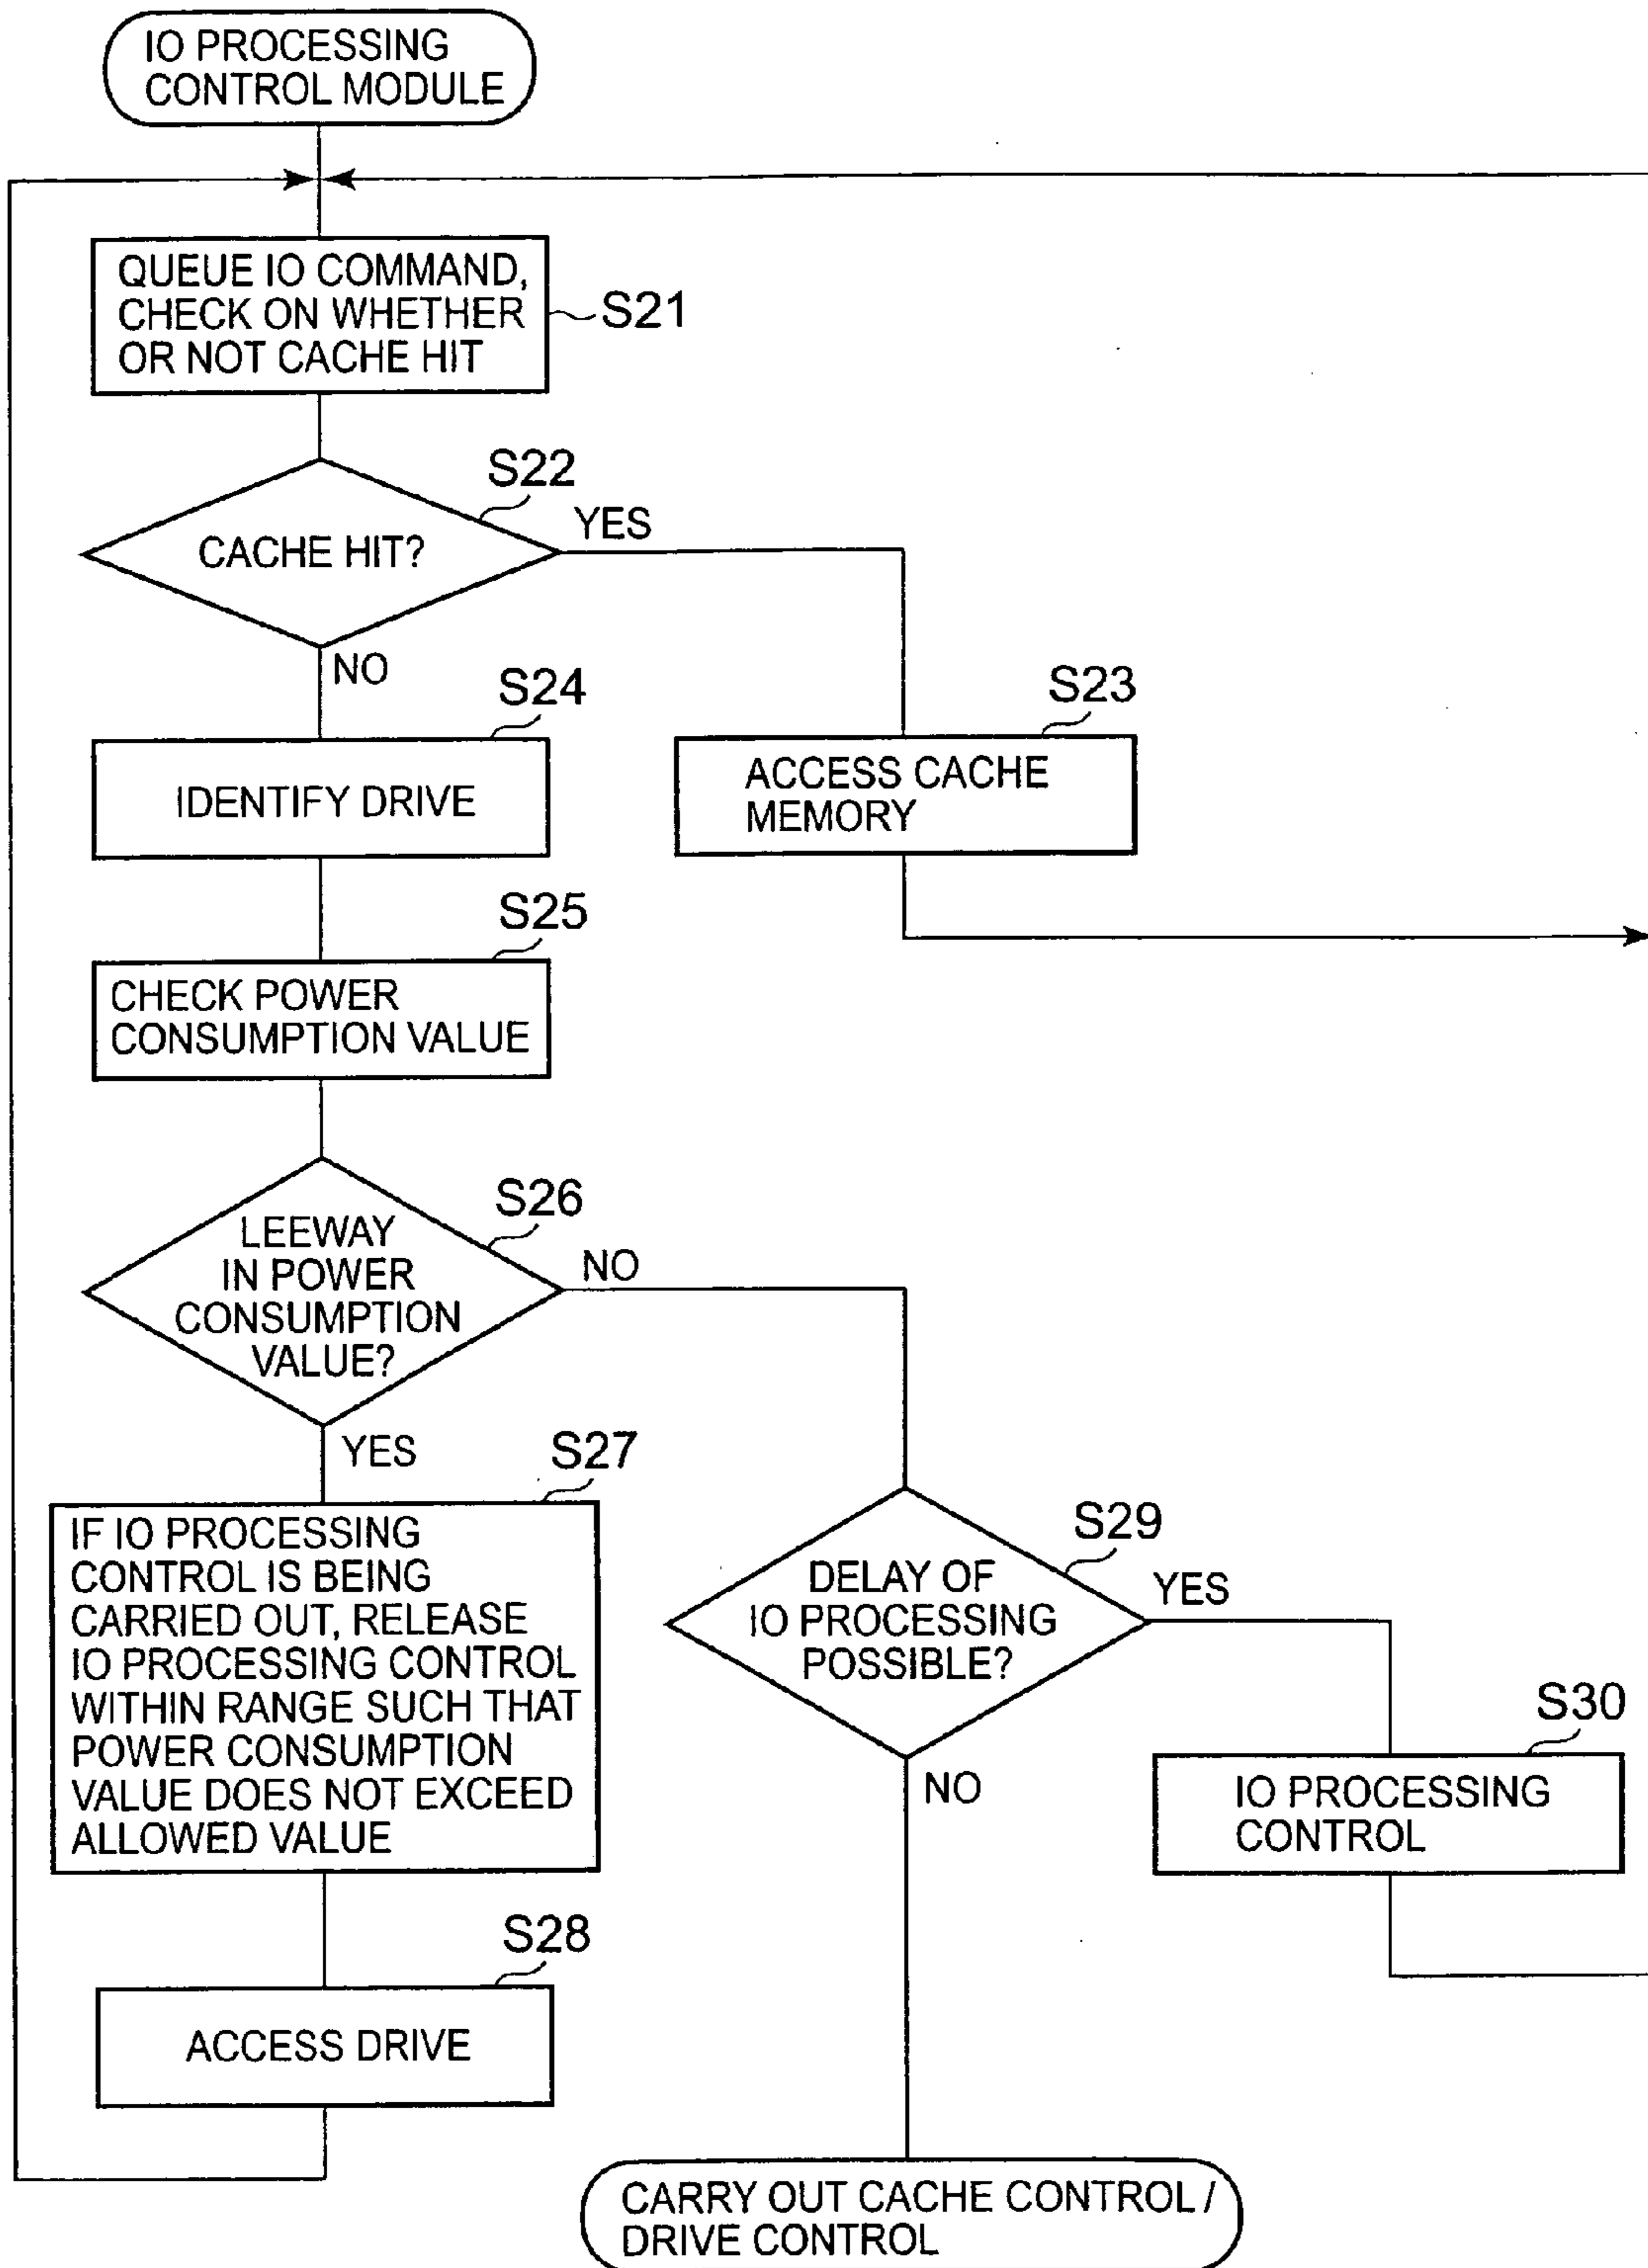 IO PROCESSING
CONTROL MODULE
QUEUE IO COMMAND,
CHECK ON WHETHER
OR NOT CACHE HIT
S21
S22
CACHE HIT?
YES
NO
S24
IDENTIFY DRIVE
S23
ACCESS CACHE
MEMORY
S25
CHECK POWER
CONSUMPTION VALUE
S26
LEEWAY
IN POWER
CONSUMPTION
VALUE?
NO
YES
S27
IF IO PROCESSING
CONTROL IS BEING
CARRIED OUT, RELEASE
IO PROCESSING CONTROL
WITHIN RANGE SUCH THAT
POWER CONSUMPTION
VALUE DOES NOT EXCEED
ALLOWED VALUE
S29
DELAY OF
IO PROCESSING
POSSIBLE?
YES
NO
S30
IO PROCESSING
CONTROL
S28
ACCESS DRIVE
CARRY OUT CACHE CONTROL /
DRIVE CONTROL